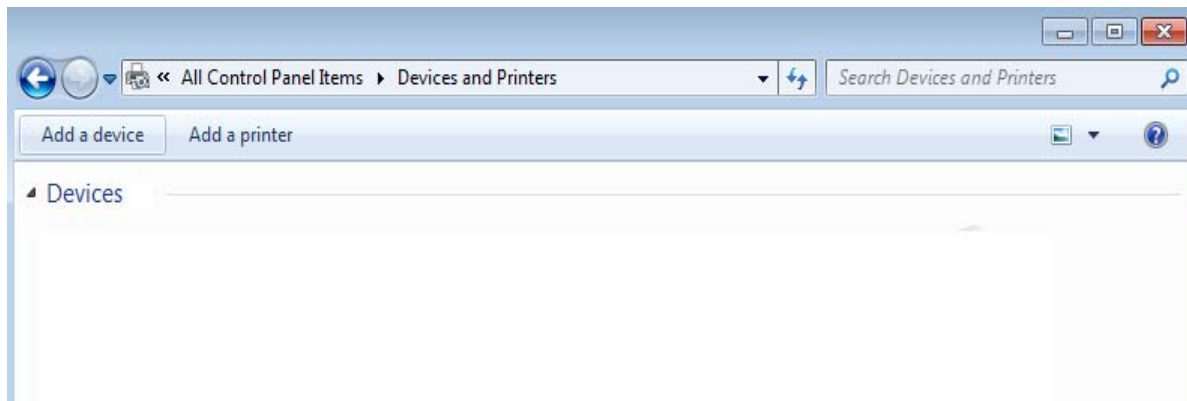 « All Control Panel Items ▸ Devices and Printers Search Devices and Printers
Add a device Add a printer
Devices